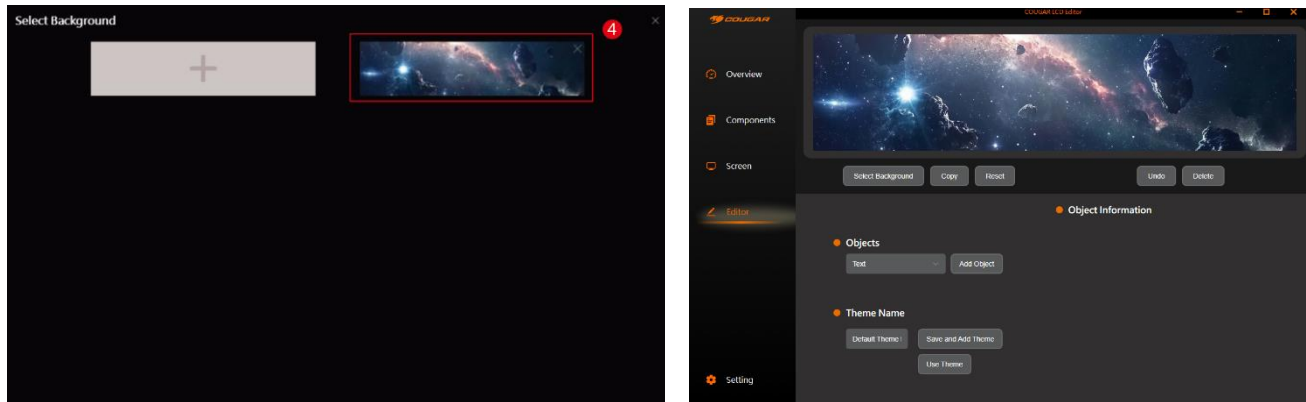 Select Background
4
COUGAR
COUGAR LCD Editor
Overview
Components
Screen
Editor
Setting
Select Background
Copy
Reset
Undo
Delete
Object Information
Objects
Text
Add Object
Theme Name
Default Theme
Save and Add Theme
Use Theme